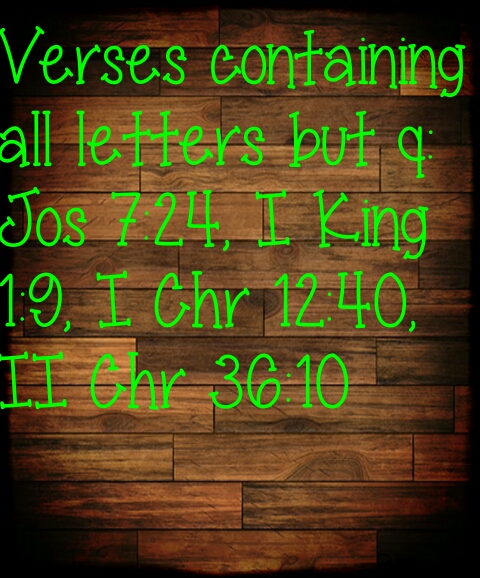 Verses containing
all letters but q:
Jos 7:24, I King
1:9, I Chr 12:40,
II Chr 36:10